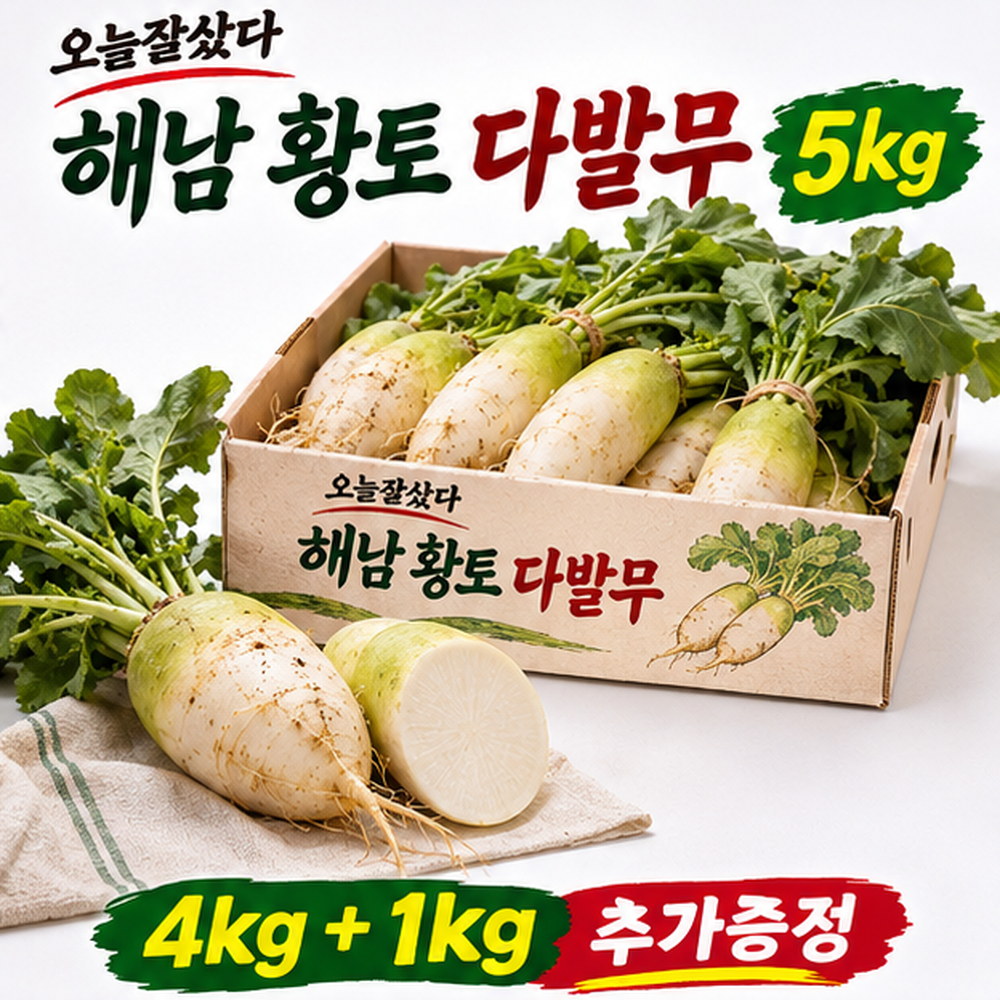 오늘잘샀다
해남 황토 다발무 5kg
오늘잘샀다
해남 황토 다발무
4kg + 1kg 추가증정